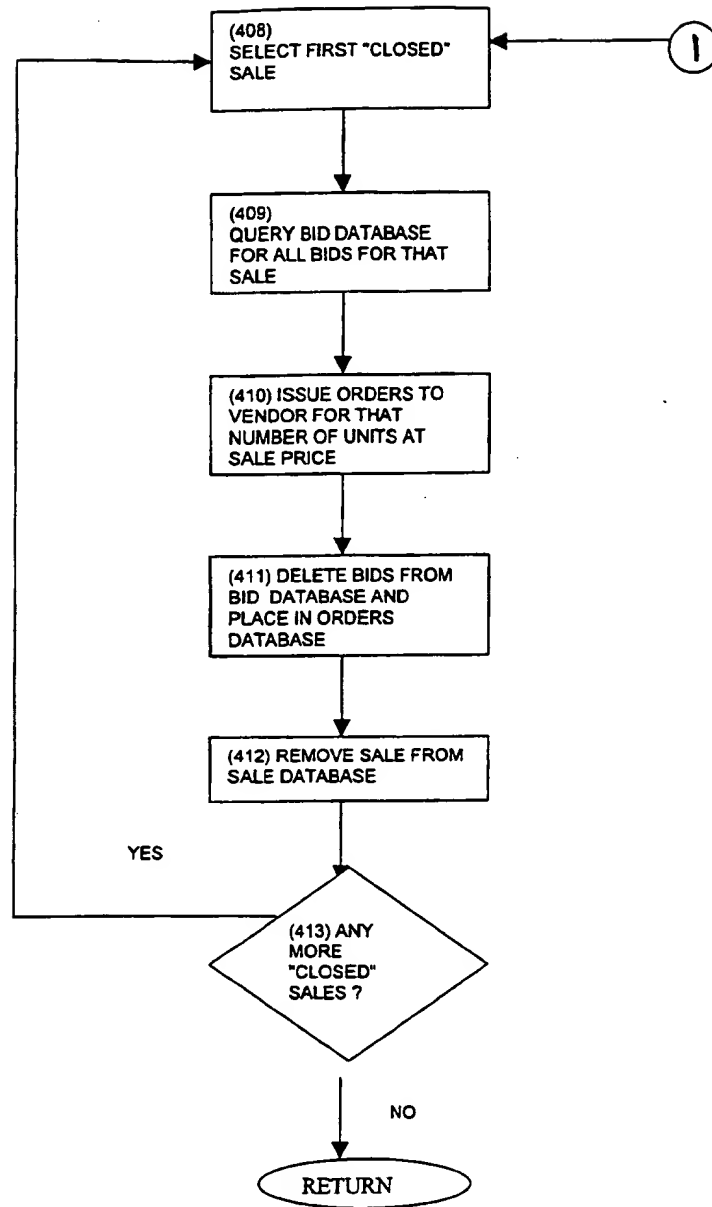 (408)
SELECT FIRST "CLOSED"
SALE
1
(409)
QUERY BID DATABASE
FOR ALL BIDS FOR THAT
SALE
(410) ISSUE ORDERS TO
VENDOR FOR THAT
NUMBER OF UNITS AT
SALE PRICE
(411) DELETE BIDS FROM
BID DATABASE AND
PLACE IN ORDERS
DATABASE
(412) REMOVE SALE FROM
SALE DATABASE
YES
(413) ANY
MORE
"CLOSED"
SALES ?
NO
RETURN